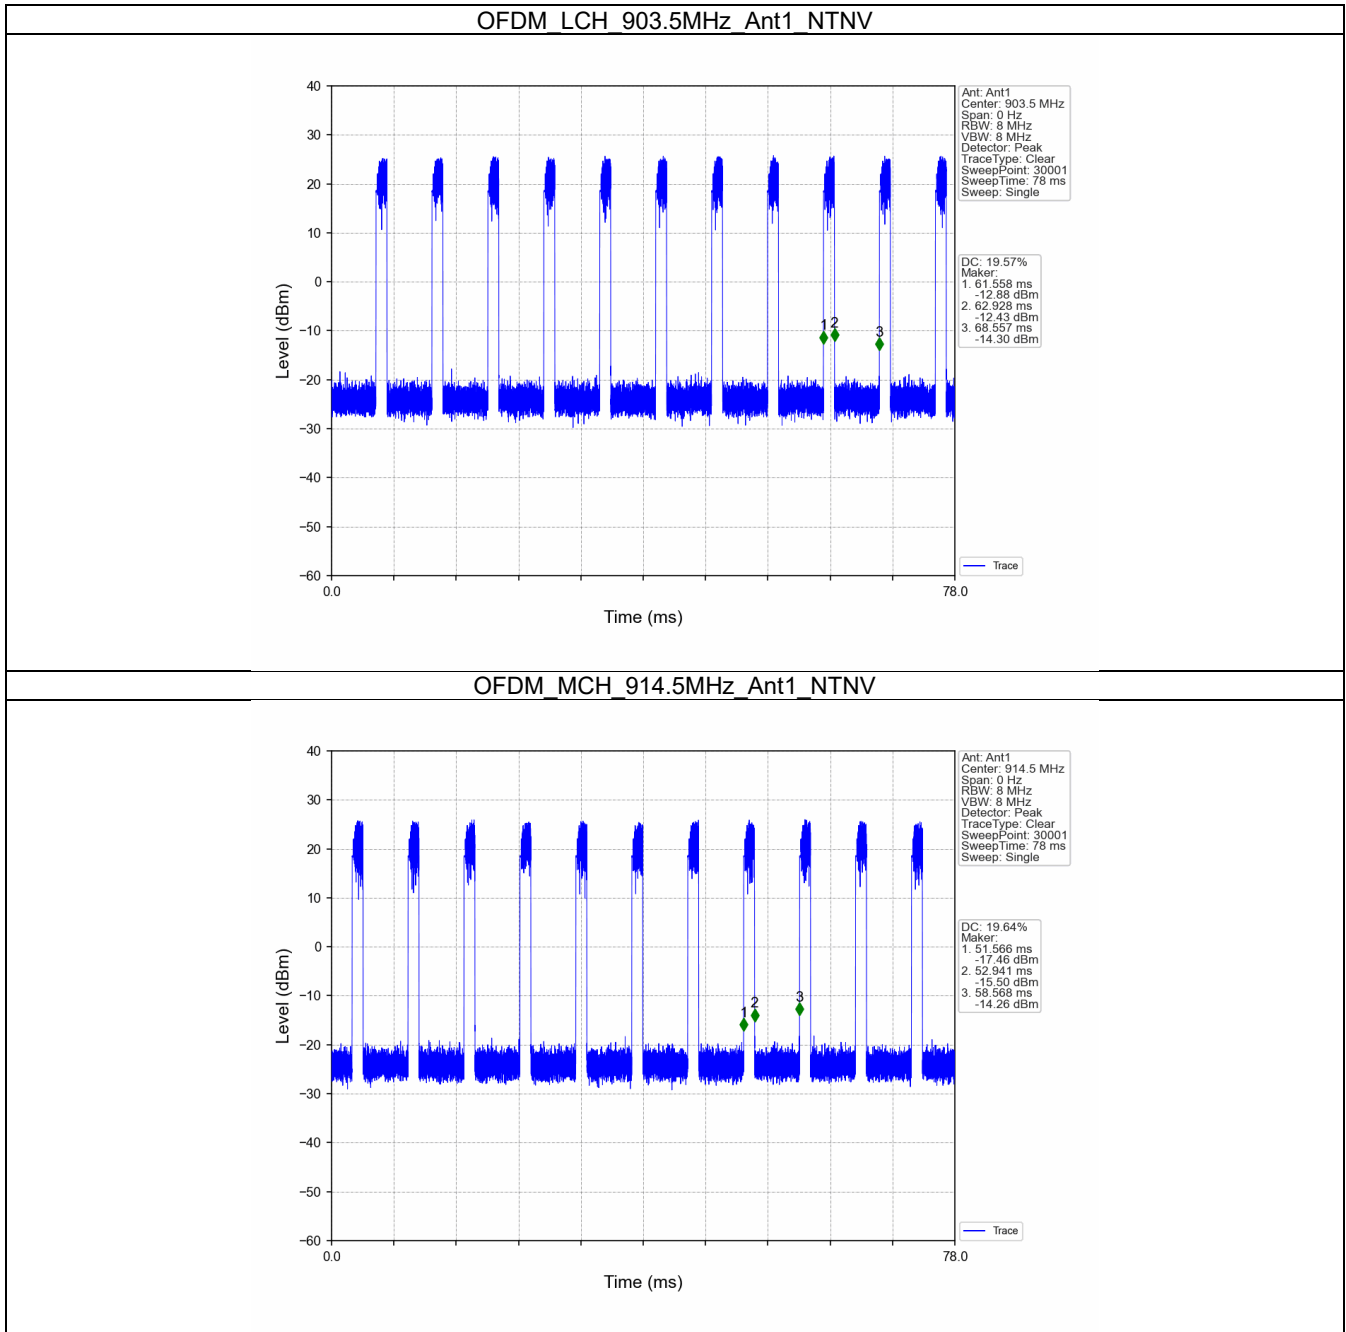 OFDM_LCH_903.5MHz_Ant1_NTNV
40
30
20
10
0
−10
−20
−30
−40
−50
−60
Level (dBm)
0.0
78.0
Time (ms)
1
2
3
Ant: Ant1
Center: 903.5 MHz
Span: 0 Hz
RBW: 8 MHz
VBW: 8 MHz
Detector: Peak
TraceType: Clear
SweepPoint: 30001
SweepTime: 78 ms
Sweep: Single
DC: 19.57%
Maker:
1. 61.558 ms
-12.88 dBm
2. 62.928 ms
-12.43 dBm
3. 68.557 ms
-14.30 dBm
Trace
OFDM_MCH_914.5MHz_Ant1_NTNV
40
30
20
10
0
−10
−20
−30
−40
−50
−60
Level (dBm)
0.0
78.0
Time (ms)
1
2
3
Ant: Ant1
Center: 914.5 MHz
Span: 0 Hz
RBW: 8 MHz
VBW: 8 MHz
Detector: Peak
TraceType: Clear
SweepPoint: 30001
SweepTime: 78 ms
Sweep: Single
DC: 19.64%
Maker:
1. 51.566 ms
-17.46 dBm
2. 52.941 ms
-15.50 dBm
3. 58.568 ms
-14.26 dBm
Trace